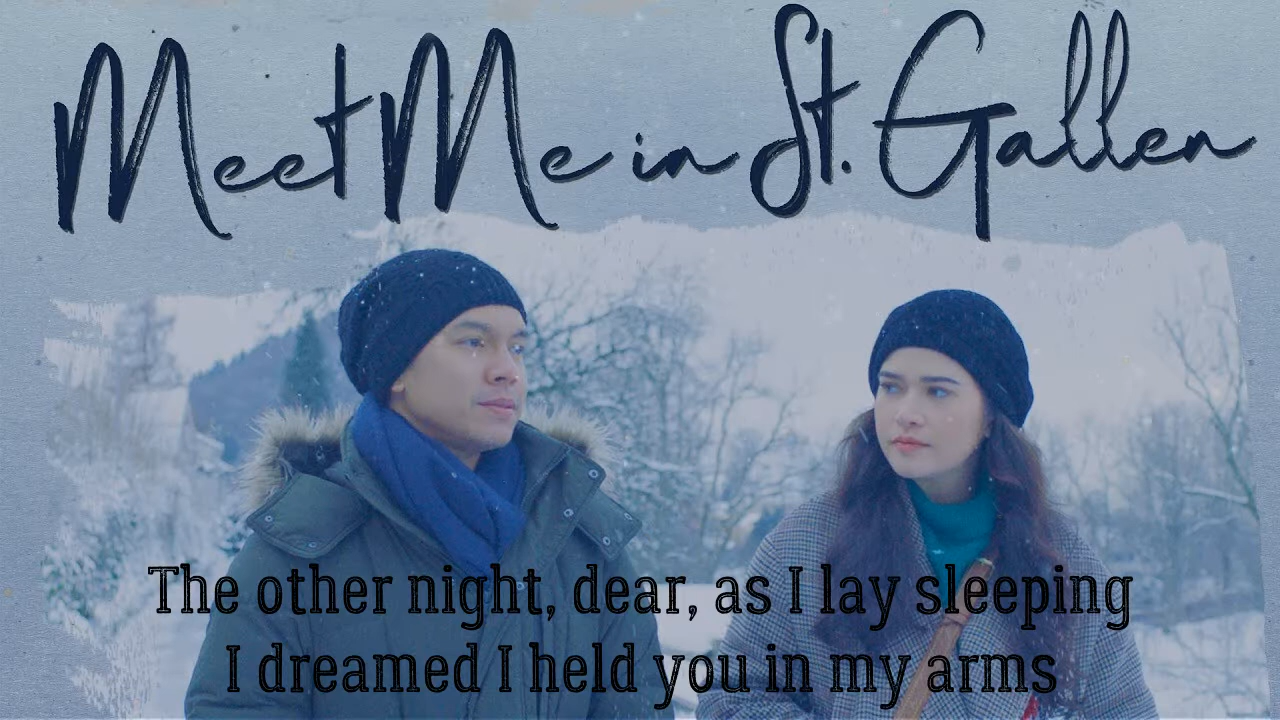 Meet Me in St. Gallen
The other night, dear, as I lay sleeping
I dreamed I held you in my arms